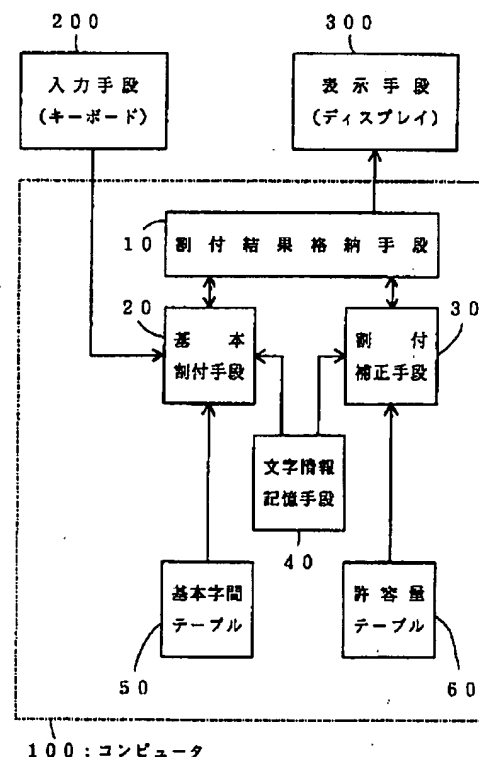 200
300
入力手段
(キーボード)
表示手段
(ディスプレイ)
10
割付結果格納手段
20
基本
割付手段
30
割付
補正手段
文字情報
記憶手段
40
基本字間
テーブル
50
許容量
テーブル
60
100:コンピュータ